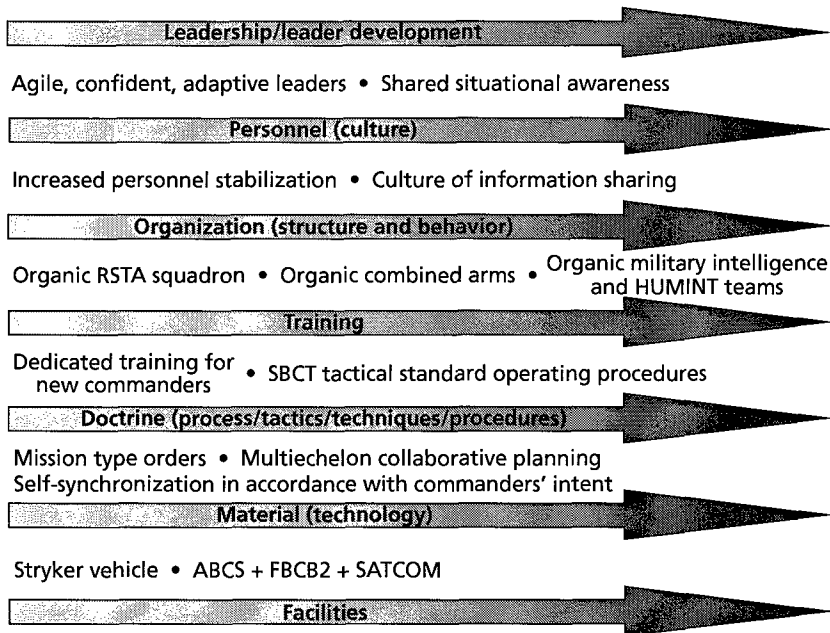 Leadership/leader development
Agile, confident, adaptive leaders • Shared situational awareness
Personnel (culture)
Increased personnel stabilization • Culture of information sharing
Organization (structure and behavior)
Organic RSTA squadron • Organic combined arms • Organic military intelligence
and HUMINT teams
Training
Dedicated training for
new commanders • SBCT tactical standard operating procedures
Doctrine (process/tactics/techniques/procedures)
Mission type orders • Multiechelon collaborative planning
Self-synchronization in accordance with commanders' intent
Material (technology)
Stryker vehicle • ABCS + FBCB2 + SATCOM
Facilities